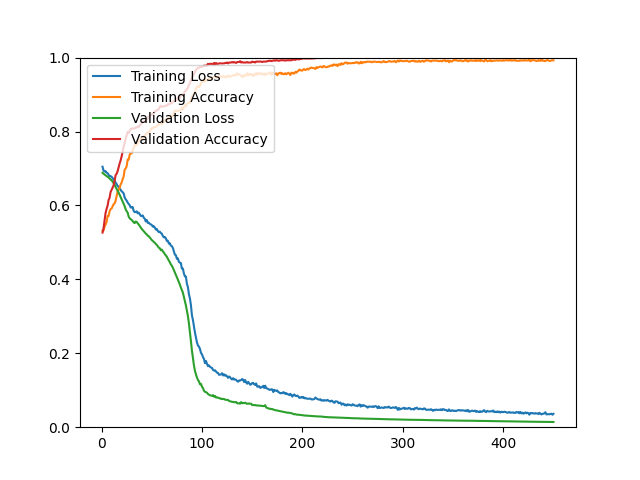 Training Loss
Training Accuracy
Validation Loss
Validation Accuracy
1.0
0.8
0.6
0.4
0.2
0.0
0 100 200 300 400